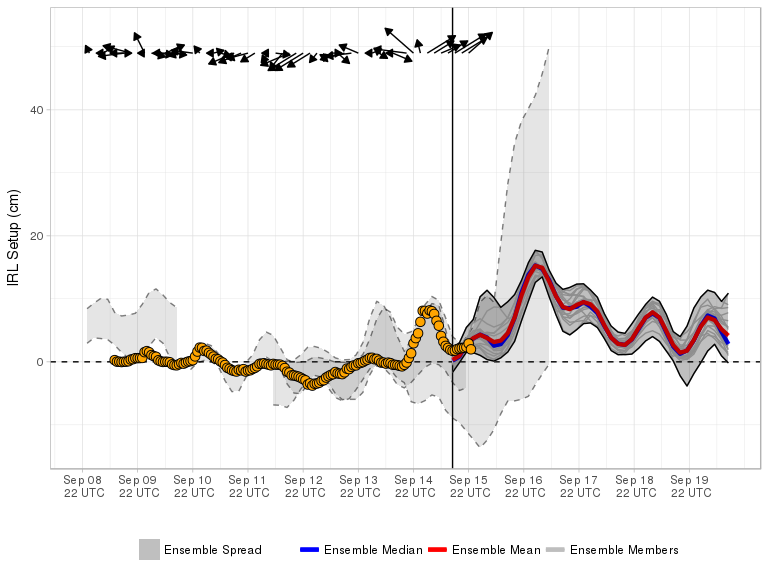 IRL Setup (cm)
40
20
0
Sep 08 Sep 09 Sep 10 Sep 11 Sep 12 Sep 13 Sep 14 Sep 15 Sep 16 Sep 17 Sep 18 Sep 19
22 UTC 22 UTC 22 UTC 22 UTC 22 UTC 22 UTC 22 UTC 22 UTC 22 UTC 22 UTC 22 UTC 22 UTC
Ensemble Spread Ensemble Median Ensemble Mean Ensemble Members